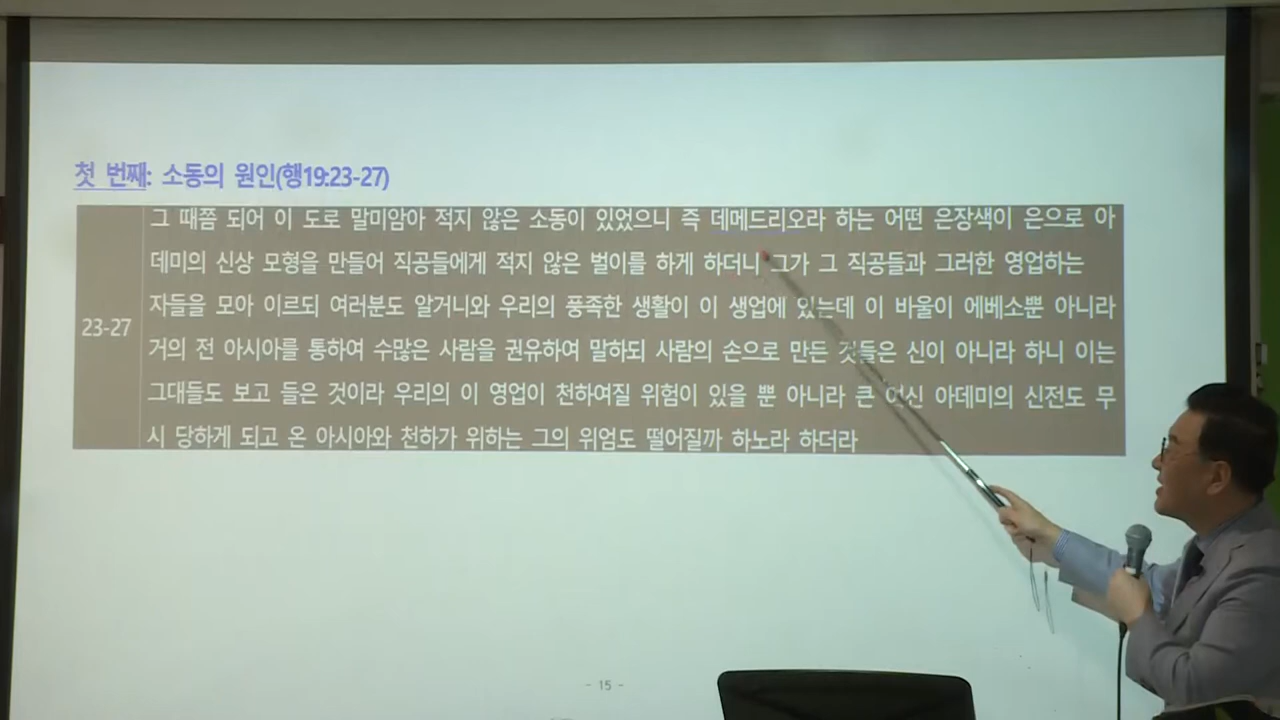 첫 번째: 소동의 원인(행19:23-27)
그 때쯤 되어 이 도로 말미암아 적지 않은 소동이 있었으니 즉 데메드리오라 하는 어떤 은장색이 은으로 아
데미의 신상 모형을 만들어 직공들에게 적지 않은 벌이를 하게 하더니 그가 그 직공들과 그러한 영업하는
23-27
자들을 모아 이르되 여러분도 알거니와 우리의 풍족한 생활이 이 생업에 있는데 이 바울이 에베소뿐 아니라
거의 전 아시아를 통하여 수많은 사람을 권유하여 말하되 사람의 손으로 만든 것들은 신이 아니라 하니 이는
그대들도 보고 들은 것이라 우리의 이 영업이 천하여질 위험이 있을 뿐 아니라 큰 여신 아데미의 신전도 무
시 당하게 되고 온 아시아와 천하가 위하는 그의 위엄도 떨어질까 하노라 하더라
- 15 -